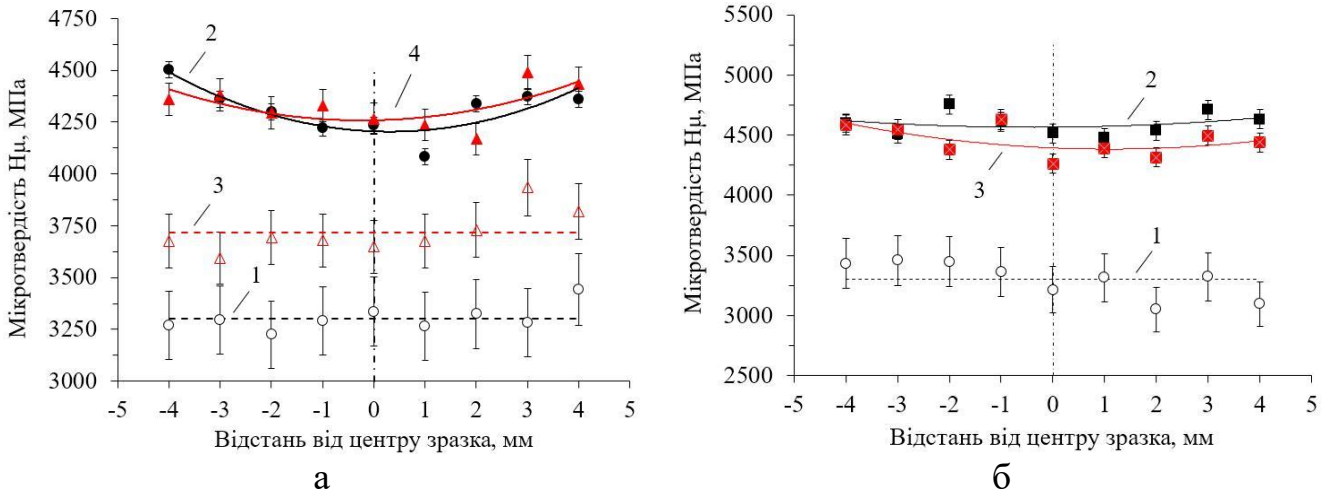 Мікротвердість Hμ, МПа
4750
4500
4250
4000
3750
3500
3250
3000
-5 -4 -3 -2 -1 0 1 2 3 4 5
2
4
3
1
Відстань від центру зразка, мм
а
Мікротвердість Hμ, МПа
5500
5000
4500
4000
3500
3000
2500
-5 -4 -3 -2 -1 0 1 2 3 4 5
2
3
1
Відстань від центру зразка, мм
б